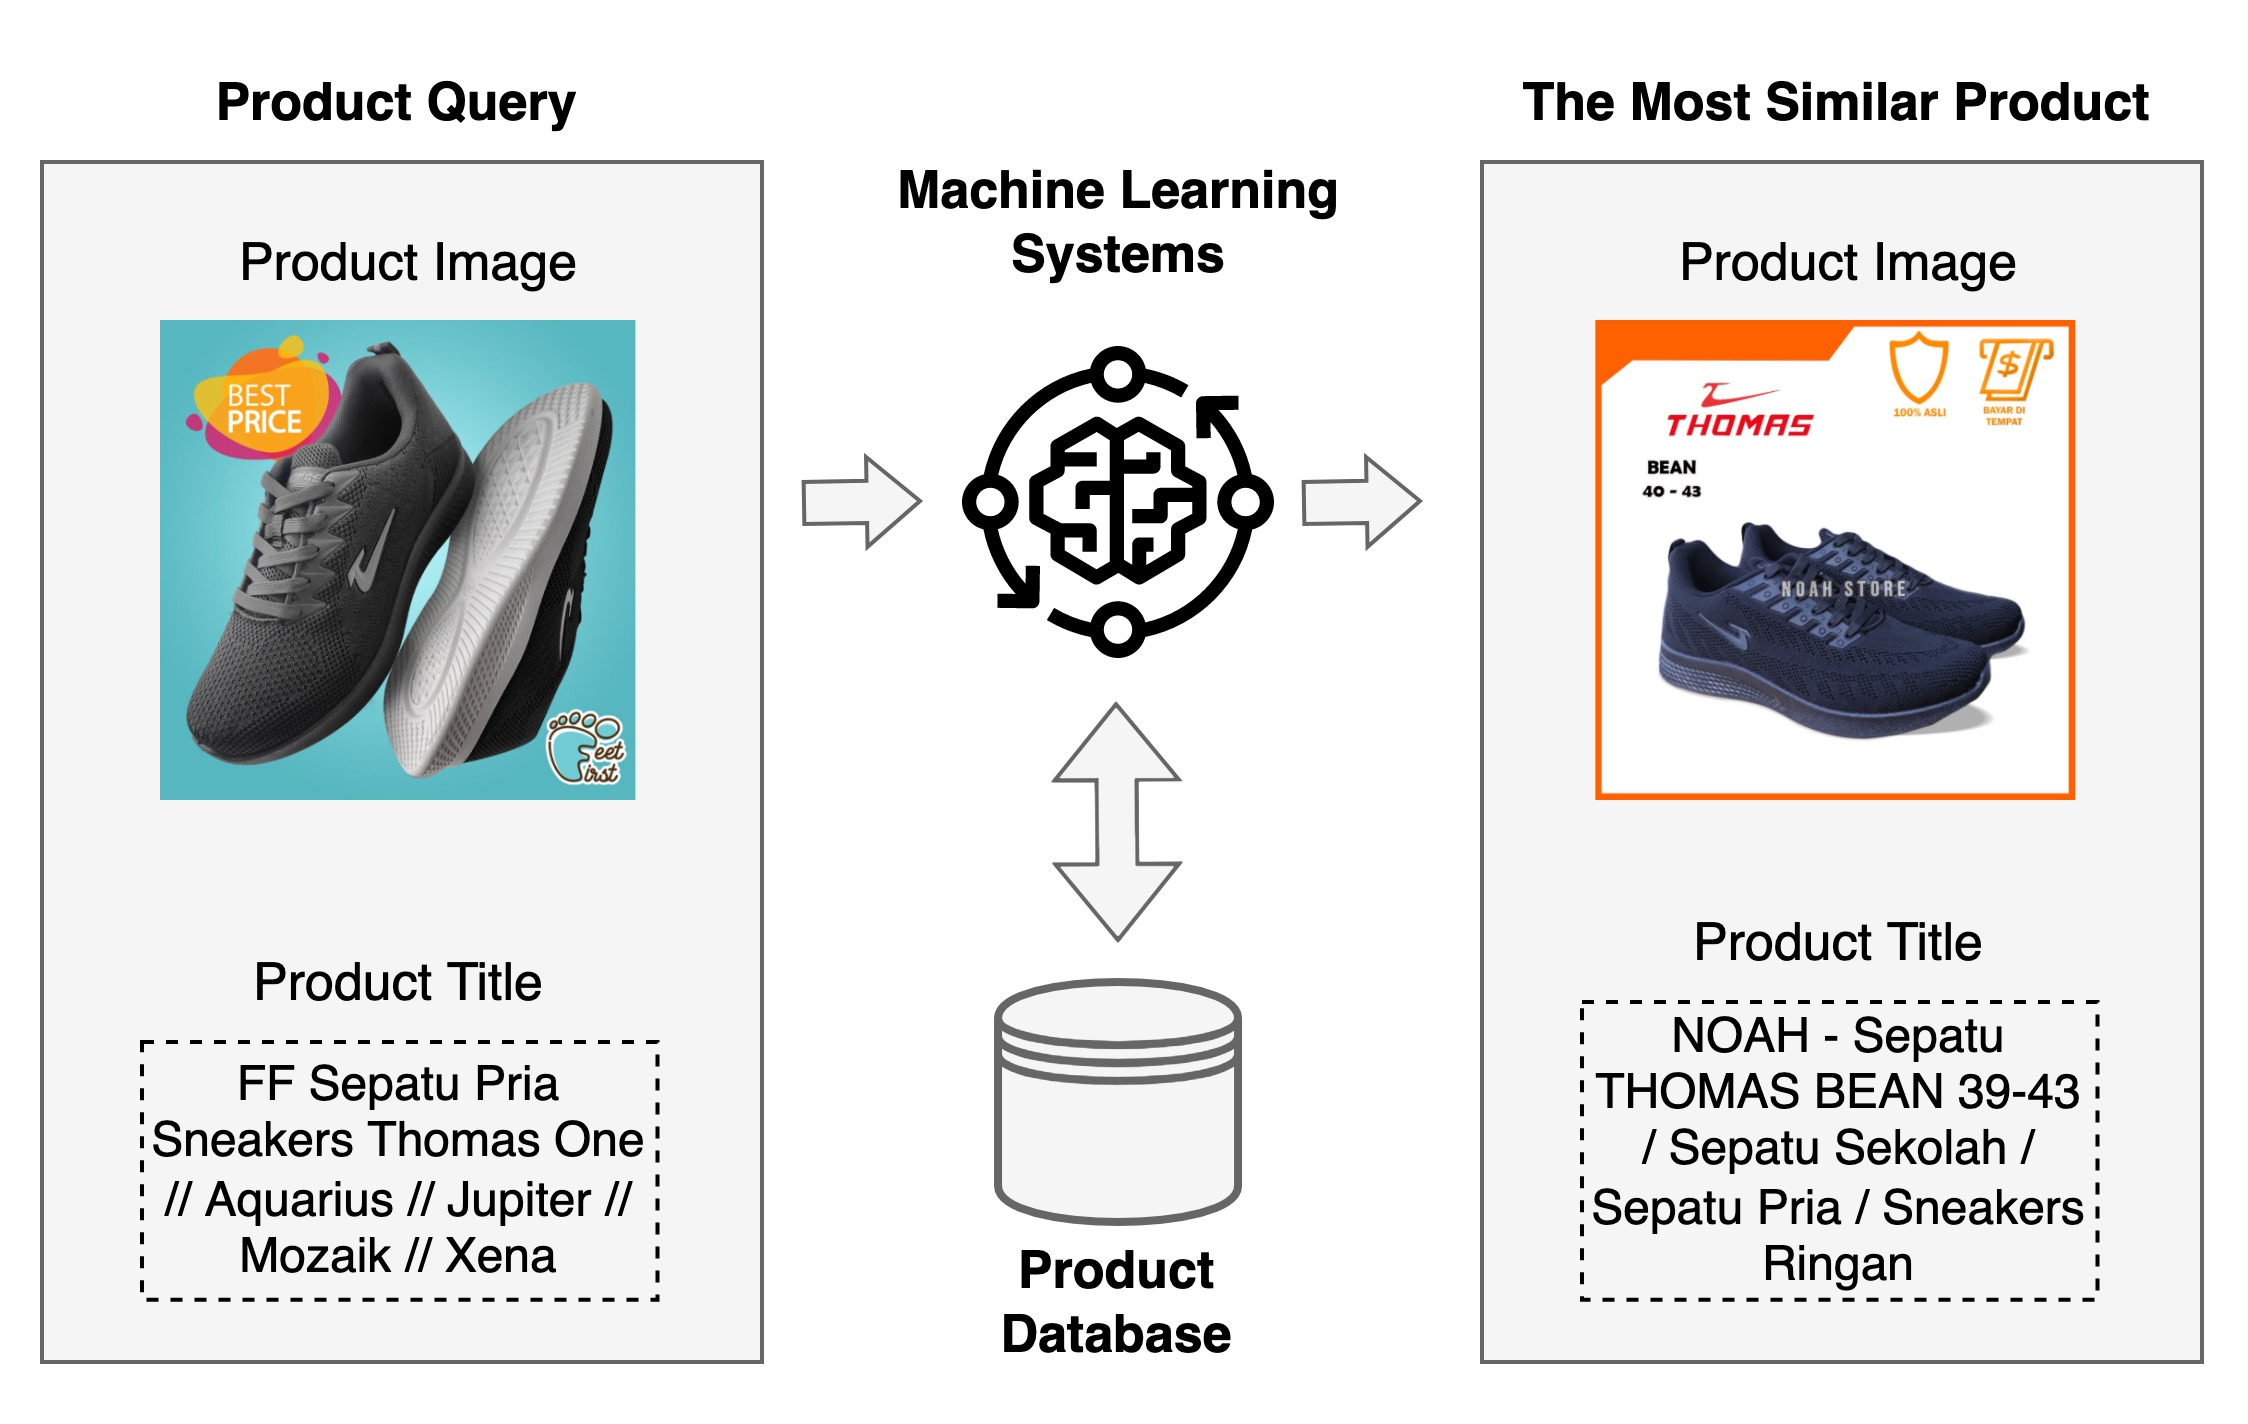 Product Query
Product Image
BEST
PRICE
Feet
First
Product Title
FF Sepatu Pria
Sneakers Thomas One
// Aquarius // Jupiter //
Mozaik // Xena
Machine Learning
Systems
Product
Database
The Most Similar Product
Product Image
100% ASLI
BAYAR DI
TEMPAT
THOMAS
BEAN
40 - 43
NOAH STORE
Product Title
NOAH - Sepatu
THOMAS BEAN 39-43
/ Sepatu Sekolah /
Sepatu Pria / Sneakers
Ringan